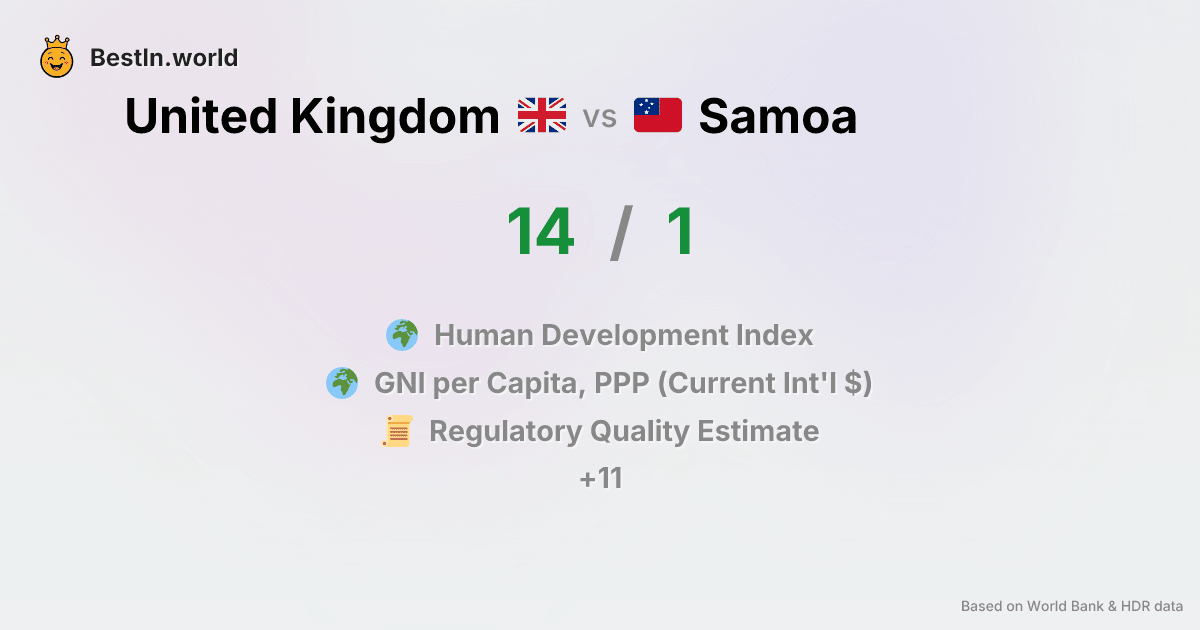 BestIn.world
United Kingdom vs Samoa
14 / 1
Human Development Index
GNI per Capita, PPP (Current Int'l $)
Regulatory Quality Estimate
+11
Based on World Bank & HDR data